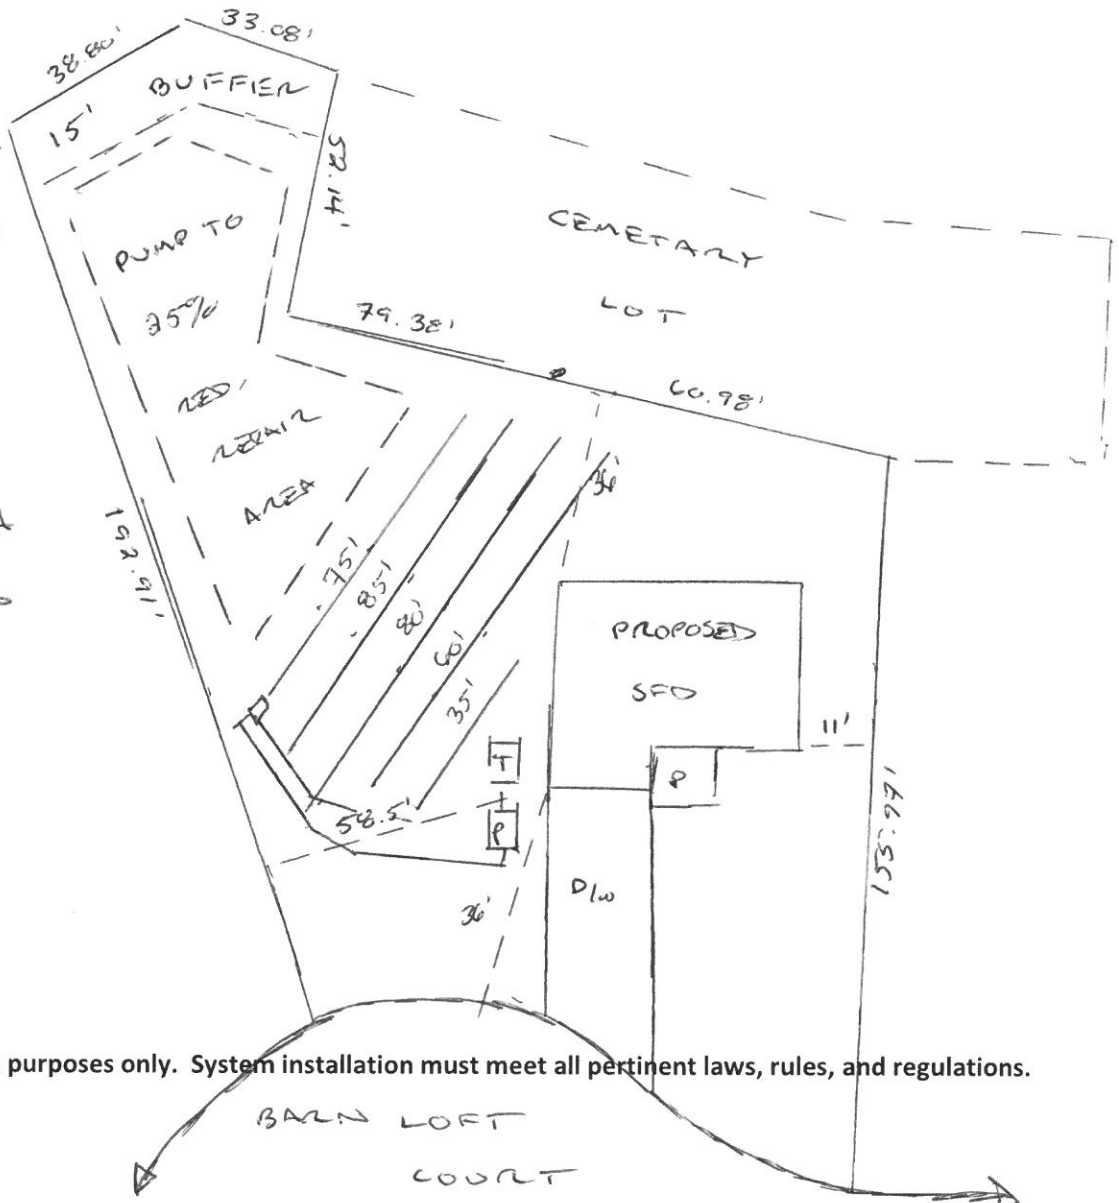 33.08'
38.80'
BUFFER
15'
52.14'
CEMETARY
LOT
PUMP TO
25%
RED.
REPAIR
AREA
79.38'
60.98'
192.91'
36'
75'
85'
80'
60'
35'
PROPOSED
SFD
11'
T
P
P
58.5'
D/W
36'
155.97'
purposes only. System installation must meet all pertinent laws, rules, and regulations.
BARN LOFT
COURT